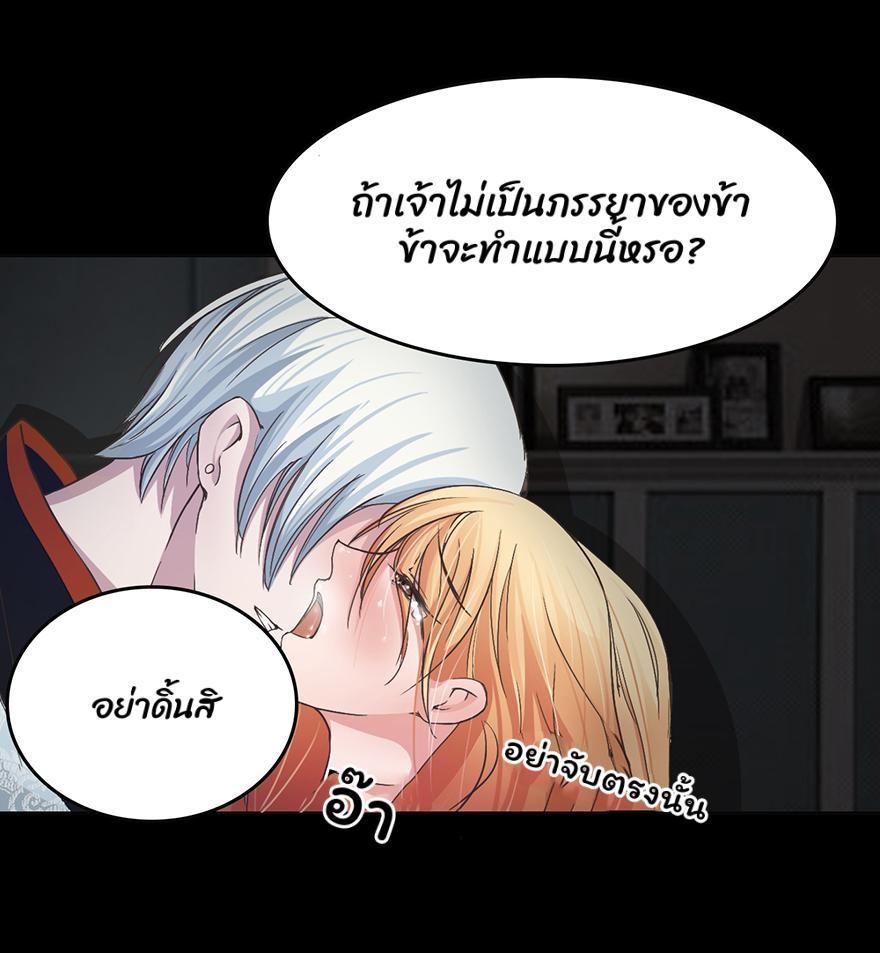 ถ้าเจ้าไม่เป็นภรรยาของข้า
ข้าจะทำแบบนี้หรอ?
อย่าดิ้นสิ
อ๊ำ
อย่าจับตรงนั้น